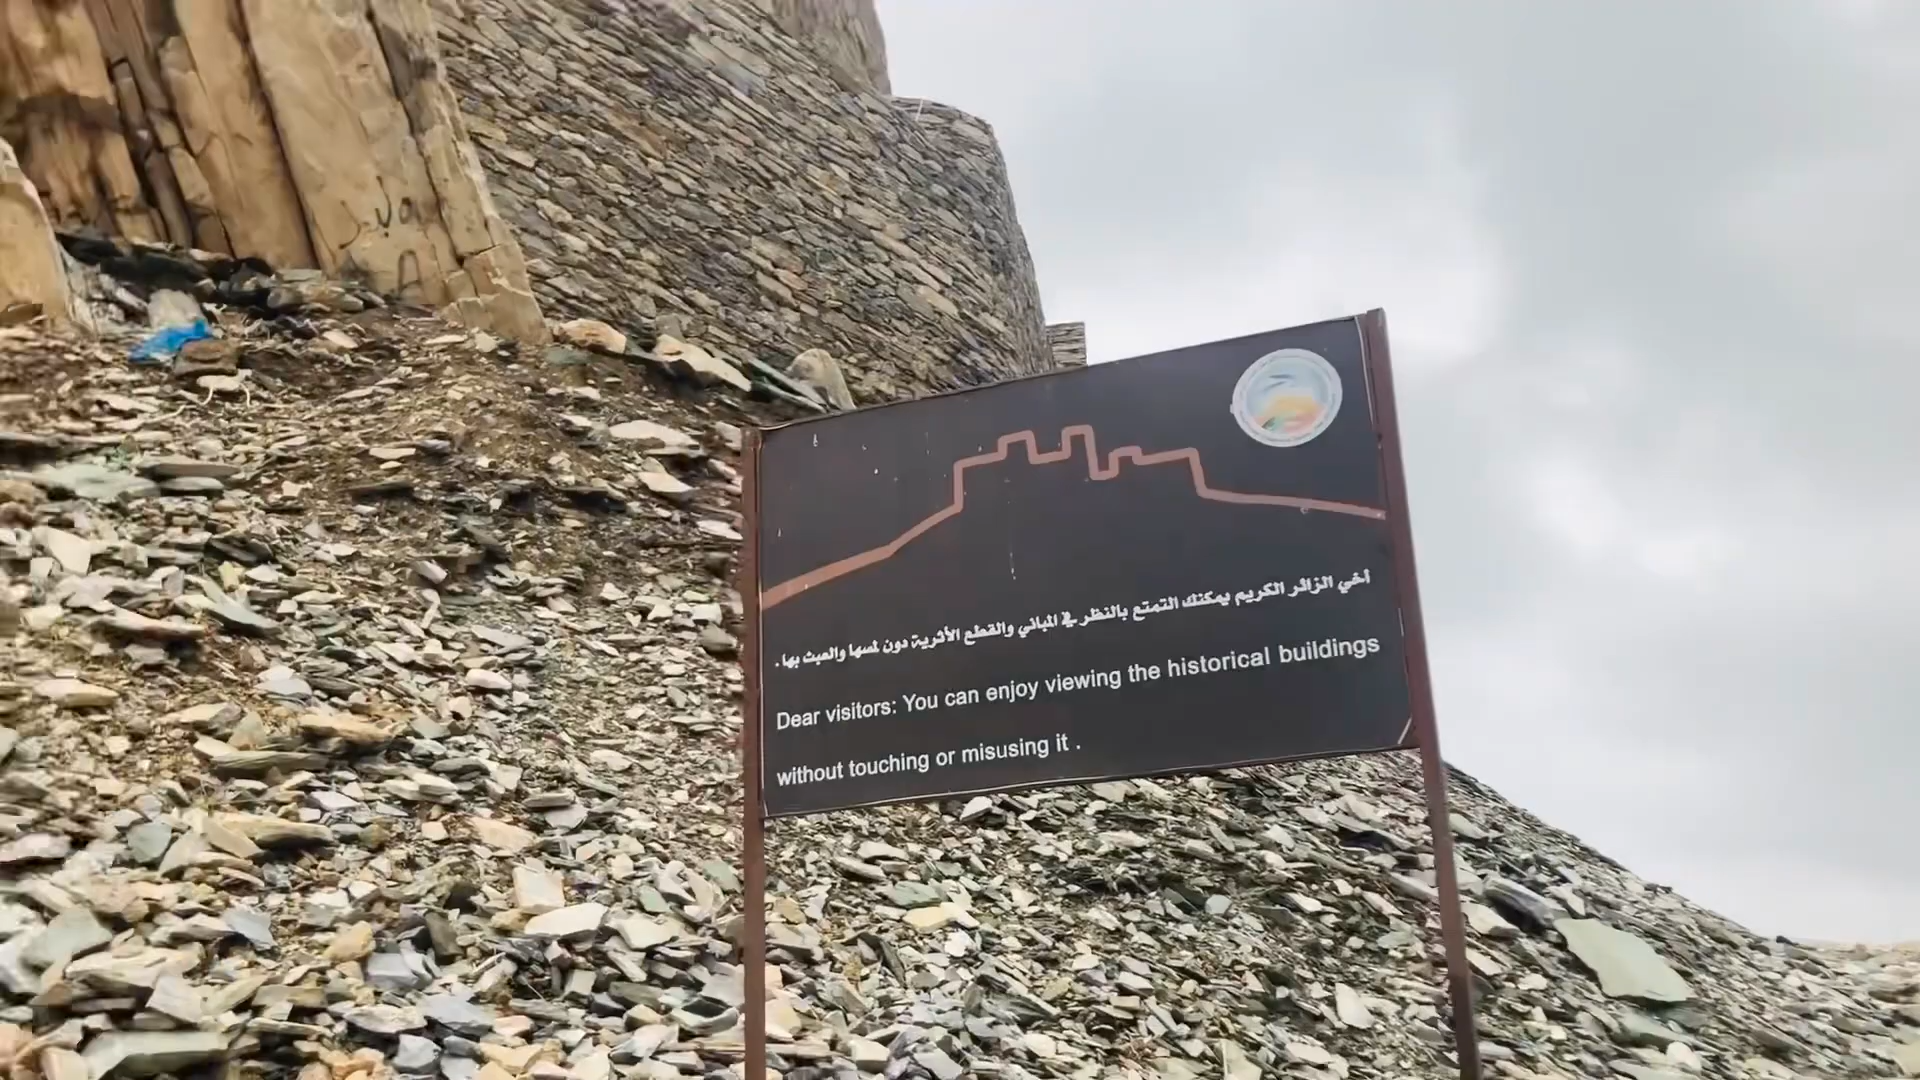 أخي الزائر الكريم يمكنك التمتع بالنظر في المباني والقطع الأثرية دون لمسها والعبث بها .
Dear visitors: You can enjoy viewing the historical buildings
without touching or misusing it .